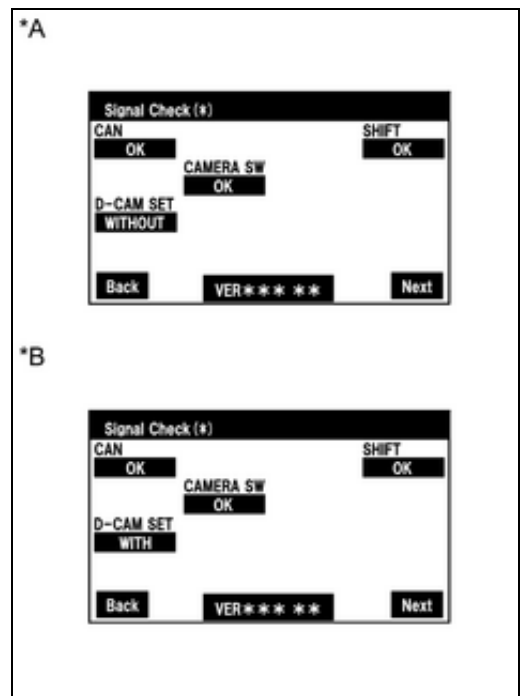 *A
Signal Check(*)
CAN SHIFT
OK OK
CAMERA SW
OK
D-CAM SET
WITHOUT
Back VER*** ** Next
*B
Signal Check(*)
CAN SHIFT
OK OK
CAMERA SW
OK
D-CAM SET
WITH
Back VER*** ** Next